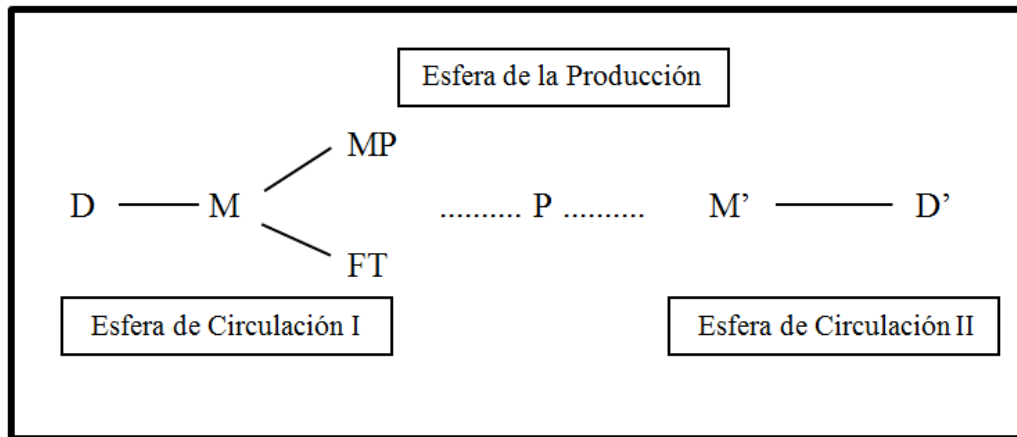 Esfera de la Producción
MP
D M .......... P .......... M’ D’
FT
Esfera de Circulación I Esfera de Circulación II